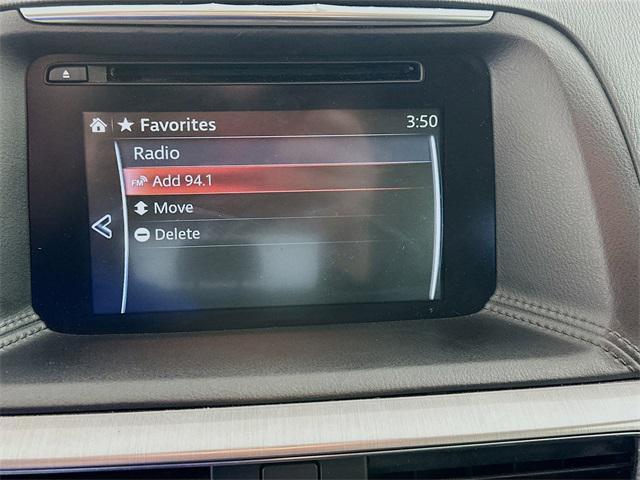 Favorites 3:50
Radio
FM Add 94.1
Move
Delete